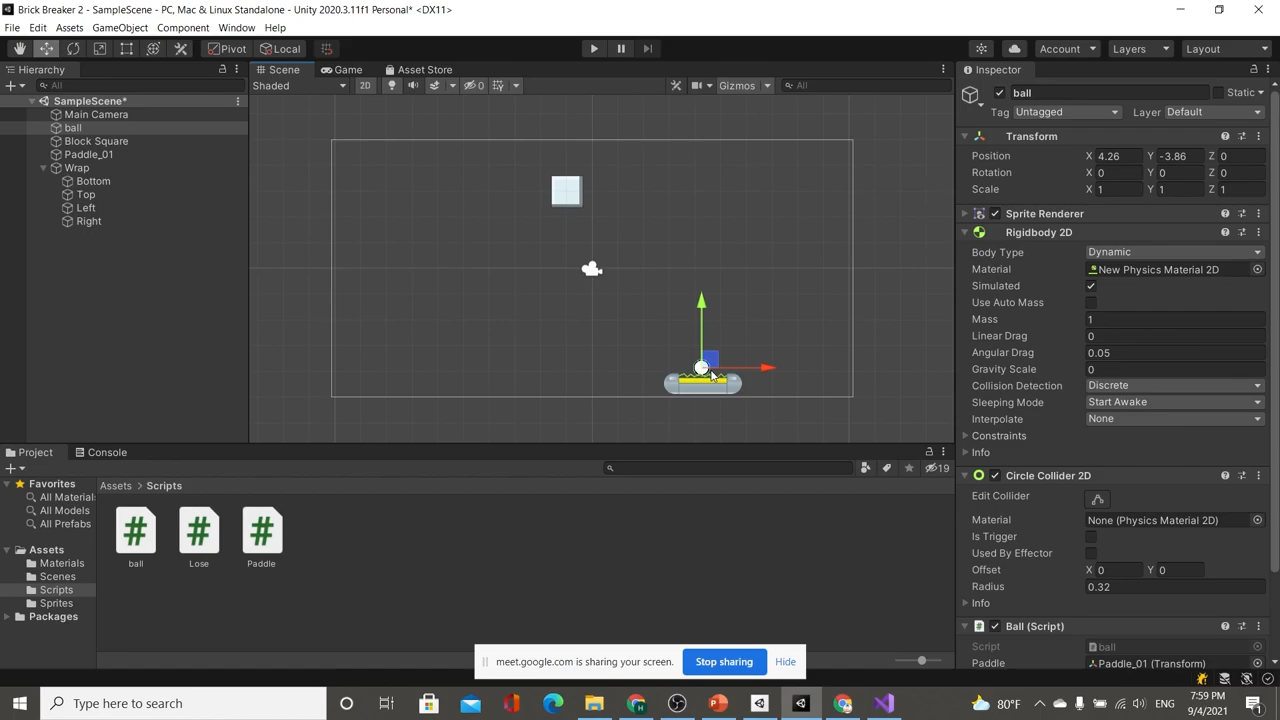 Brick Breaker 2 - SampleScene - PC, Mac & Linux Standalone - Unity 2020.3.11f1 Personal* <DX11>
File Edit Assets GameObject Component Window Help
Pivot Local Account Layers Layout
Hierarchy
All
SampleScene*
Main Camera
ball
Block Square
Paddle_01
Wrap
Bottom
Top
Left
Right
Scene Game Asset Store
Shaded 2D 0 Gizmos All
Inspector
ball Static
Tag Untagged Layer Default
Transform
Position X 4.26 Y -3.86 Z 0
Rotation X 0 Y 0 Z 0
Scale X 1 Y 1 Z 1
Sprite Renderer
Rigidbody 2D
Body Type Dynamic
Material New Physics Material 2D
Simulated
Use Auto Mass
Mass 1
Linear Drag 0
Angular Drag 0.05
Gravity Scale 0
Collision Detection Discrete
Sleeping Mode Start Awake
Interpolate None
Constraints
Info
Circle Collider 2D
Edit Collider
Material None (Physics Material 2D)
Is Trigger
Used By Effector
Offset X 0 Y 0
Radius 0.32
Info
Ball (Script)
Script ball
Paddle Paddle_01 (Transform)
Project Console
19
Favorites
All Material
All Models
All Prefabs
Assets
Materials
Scenes
Scripts
Sprites
Packages
Assets > Scripts
ball Lose Paddle
meet.google.com is sharing your screen. Stop sharing Hide
Type here to search
80°F ENG
7:59 PM
9/4/2021